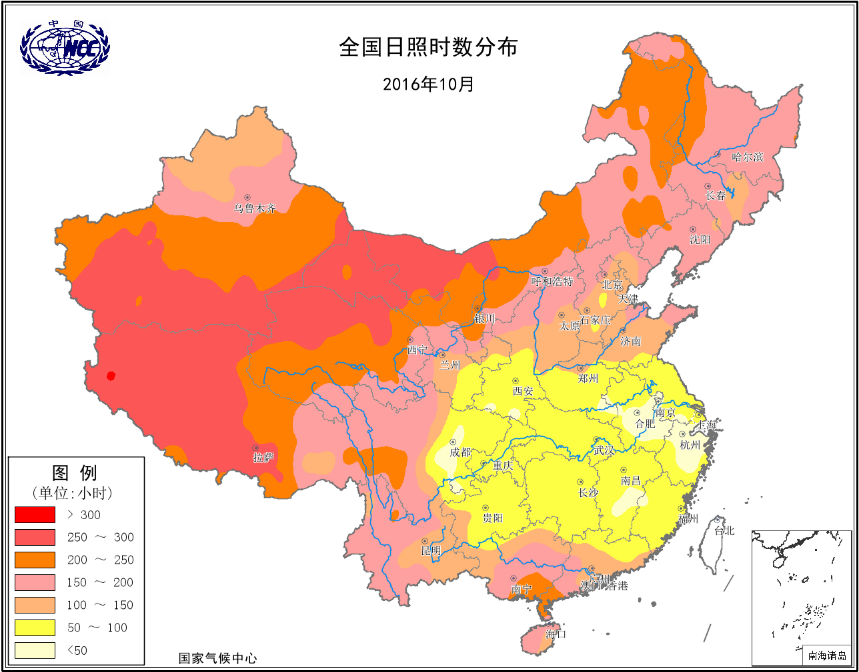 中国
NCC
全国日照时数分布
2016年10月
哈尔滨
长春
乌鲁木齐
沈阳
呼和浩特
北京
天津
银川
太原
石家庄
济南
西宁
兰州
郑州
西安
南京
合肥
上海
杭州
拉萨
成都
武汉
重庆
南昌
长沙
贵阳
福州
台北
昆明
广州
南宁
澳门
香港
海口
图 例
(单位:小时)
> 300
250 ~ 300
200 ~ 250
150 ~ 200
100 ~ 150
50 ~ 100
<50
国家气候中心
南海诸岛